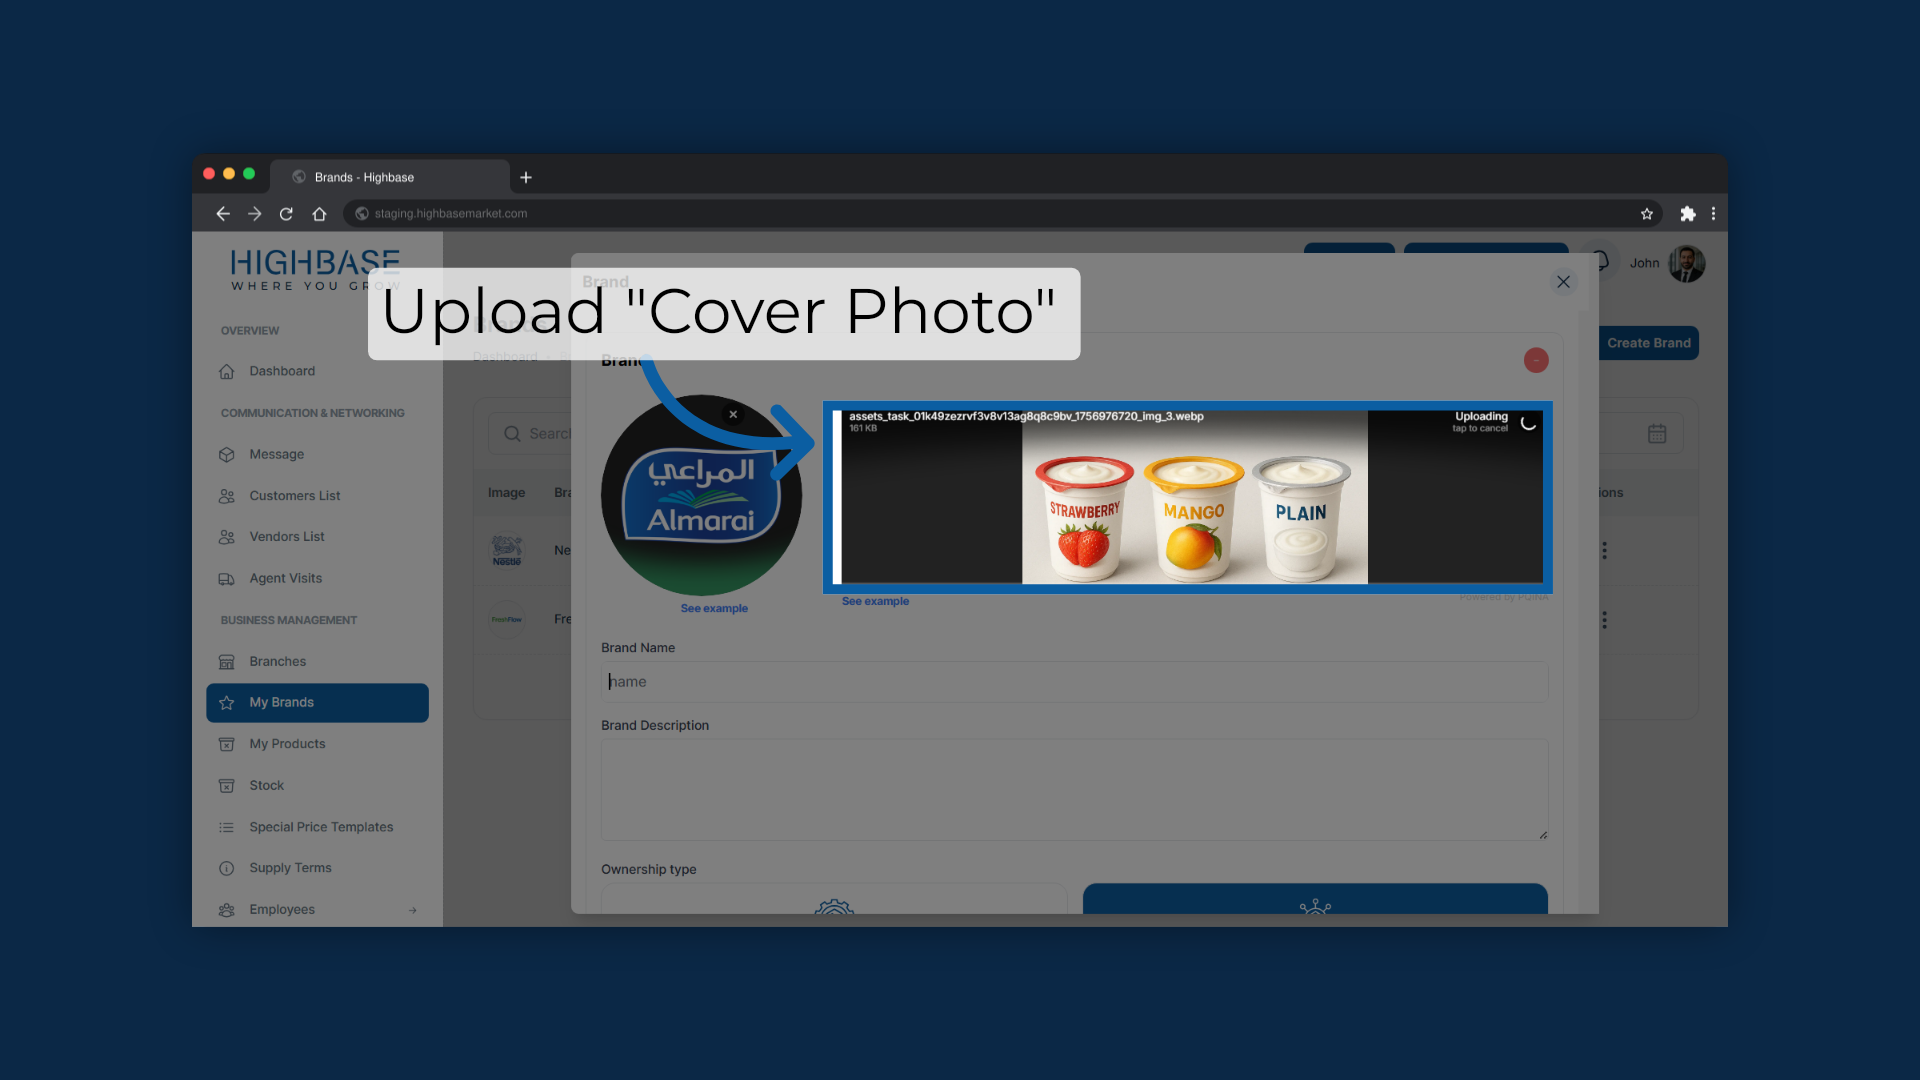 Brands - Highbase
staging.highbasemarket.com
HIGHBASE
WHERE YOU GROW
John
Brand
Upload "Cover Photo"
OVERVIEW
Dashboard
Create Brand
Dashboard
Brand
COMMUNICATION & NETWORKING
assets_task_01k49zezrvf3v8v13ag8q8c9bv_1756976720_img_3.webp
161 KB
Uploading
tap to cancel
Search
Message
المراعي
Almarai
STRAWBERRY
MANGO
PLAIN
Image
Bra
ions
Customers List
Vendors List
Nestle
Ne
Agent Visits
See example
See example
Powered by PQINA
BUSINESS MANAGEMENT
FreshFlow
Fre
Brand Name
name
Branches
My Brands
Brand Description
My Products
Stock
Special Price Templates
Supply Terms
Ownership type
Employees